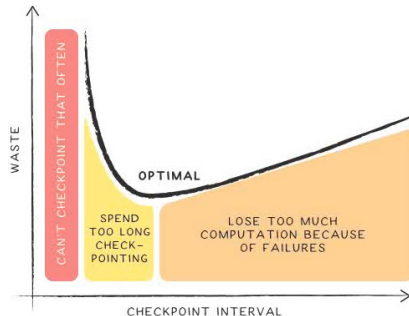 WASTE
CAN'T CHECKPOINT THAT OFTEN
OPTIMAL
SPEND
TOO LONG
CHECK-
POINTING
LOSE TOO MUCH
COMPUTATION BECAUSE
OF FAILURES
CHECKPOINT INTERVAL